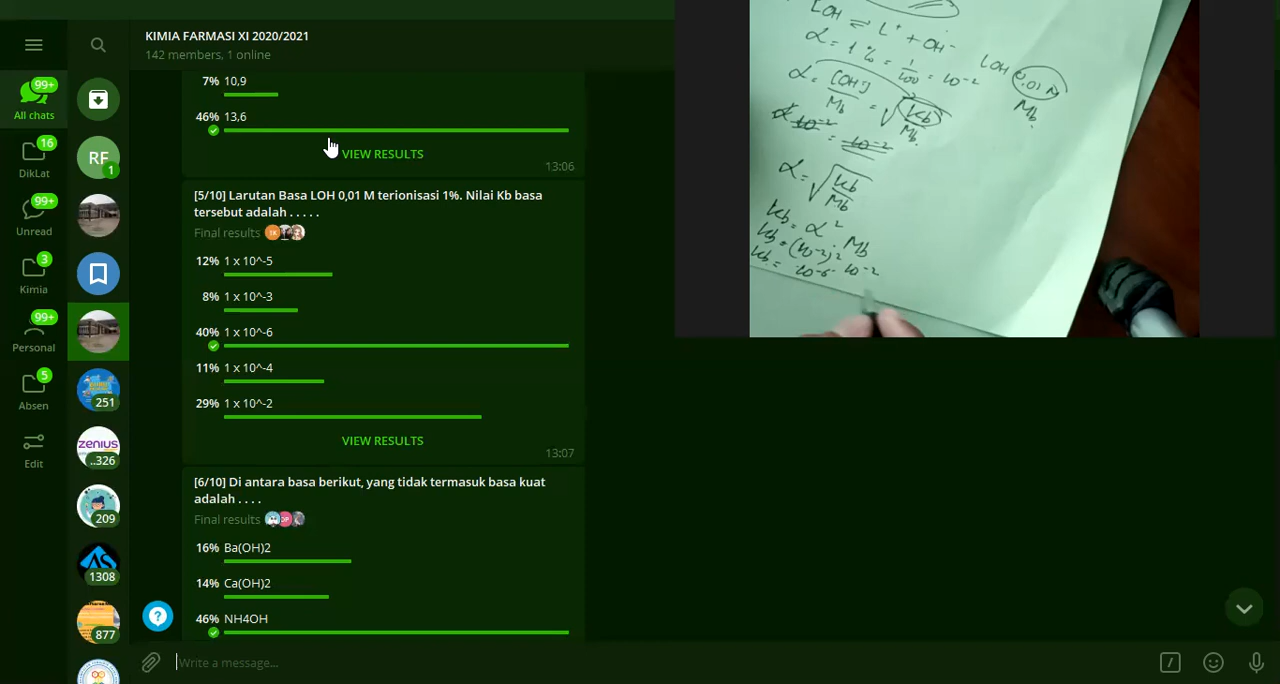 KIMIA FARMASI XI 2020/2021
142 members, 1 online
99+
All chats
16
DikLat
99+
Unread
3
Kimia
99+
Personal
5
Absen
Edit
RF
1
251
zenius
..326
209
1308
877
7% 10,9
46% 13,6
VIEW RESULTS
13:06
[5/10] Larutan Basa LOH 0,01 M terionisasi 1%. Nilai Kb basa
tersebut adalah . . . . .
Final results
12% 1 x 10^-5
8% 1 x 10^-3
40% 1 x 10^-6
11% 1 x 10^-4
29% 1 x 10^-2
VIEW RESULTS
13:07
[6/10] Di antara basa berikut, yang tidak termasuk basa kuat
adalah . . . .
Final results
16% Ba(OH)2
14% Ca(OH)2
46% NH4OH
Write a message...
LOH ⇌ L+ + OH-
α = 1 % = 1/100 = 10-2
LOH 0,01 M
Mb
α = [OH-]/Mb = √Kb/Mb
= 10-2
α = √Kb/Mb
Kb = α2 Mb
Kb = (10-2)2